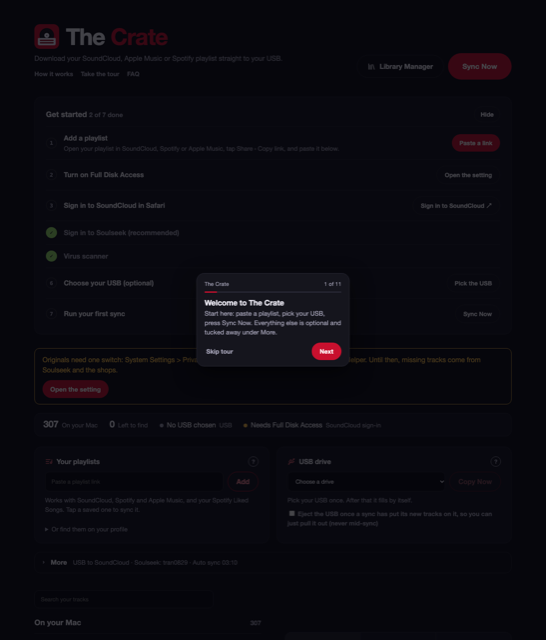 The Crate
Download your SoundCloud, Apple Music or Spotify playlist straight to your USB.
How it works Take the tour FAQ
Library Manager
Sync Now
Get started 2 of 7 done
Hide
1
Add a playlist
Open your playlist in SoundCloud, Spotify or Apple Music, tap Share · Copy link, and paste it below.
Paste a link
2
Turn on Full Disk Access
Open the setting
3
Sign in to SoundCloud in Safari
Sign in to SoundCloud ↗
Sign in to Soulseek (recommended)
Virus scanner
6
Choose your USB (optional)
Pick the USB
7
Run your first sync
Sync Now
The Crate
1 of 11
Welcome to The Crate
Start here: paste a playlist, pick your USB,
press Sync Now. Everything else is optional and
tucked away under More.
Skip tour
Next
Originals need one switch: System Settings > Priv
Until then, missing tracks come from
Soulseek and the shops.
Open the setting
307 On your Mac 0 Left to find No USB chosen USB Needs Full Disk Access SoundCloud sign-in
Your playlists
?
Paste a playlist link
Add
Works with SoundCloud, Spotify and Apple Music, and your Spotify Liked
Songs. Tap a saved one to sync it.
Or find them on your profile
USB drive
?
Choose a drive
Copy Now
Pick your USB once. After that it fills by itself.
Eject the USB once a sync has put its new tracks on it, so you can
just pull it out (never mid-sync)
More USB to SoundCloud · Soulseek: · Auto sync 23:15
Search your tracks
On your Mac
307